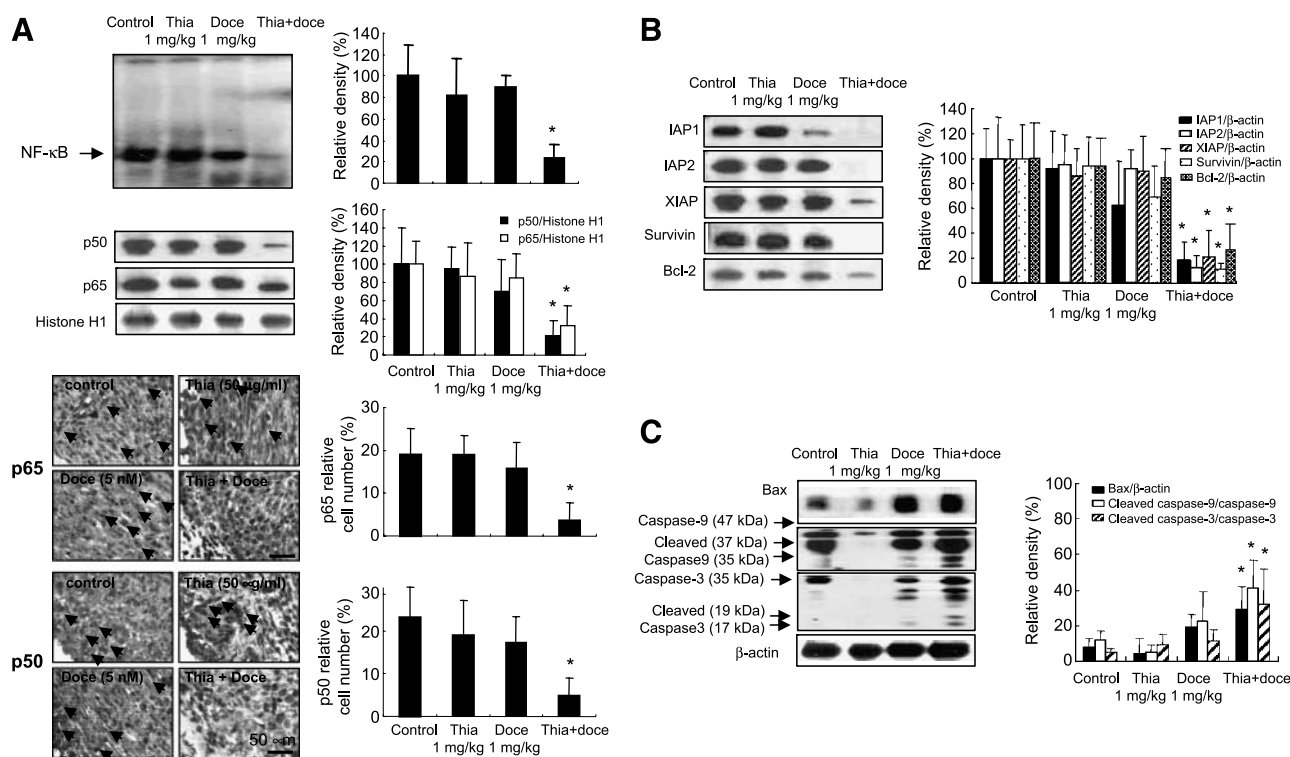 A
Control Thia Doce Thia+doce
1 mg/kg 1 mg/kg
NF-κB
p50
p65
Histone H1
Relative density (%)
140
120
100
80
60
40
20
0
*
Relative density (%)
200
180
160
140
120
100
80
60
40
20
0
p50/Histone H1
p65/Histone H1
* *
Control Thia Doce Thia+doce
1 mg/kg 1 mg/kg
p65
control
Thia (50 µg/ml)
Doce (5 nM)
Thia + Doce
p65 relative
cell number (%)
30
20
10
0
*
p50
control
Thia (50 ∝g/ml)
Doce (5 nM)
Thia + Doce
50 ∝m
p50 relative
cell number (%)
30
20
10
0
*
Control Thia Doce Thia+doce
1 mg/kg 1 mg/kg
B
Control Thia Doce Thia+doce
1 mg/kg 1 mg/kg
IAP1
IAP2
XIAP
Survivin
Bcl-2
Relative density (%)
140
120
100
80
60
40
20
0
IAP1/β-actin
IAP2/β-actin
XIAP/β-actin
Survivin/β-actin
Bcl-2/β-actin
* * * * *
Control Thia Doce Thia+doce
1 mg/kg 1 mg/kg
C
Control Thia Doce Thia+doce
1 mg/kg 1 mg/kg
Bax
Caspase-9 (47 kDa)
Cleaved (37 kDa)
Caspase9 (35 kDa)
Caspase-3 (35 kDa)
Cleaved (19 kDa)
Caspase3 (17 kDa)
β-actin
Relative density (%)
100
80
60
40
20
0
Bax/β-actin
Cleaved caspase-9/caspase-9
Cleaved caspase-3/caspase-3
* * *
Control Thia Doce Thia+doce
1 mg/kg 1 mg/kg